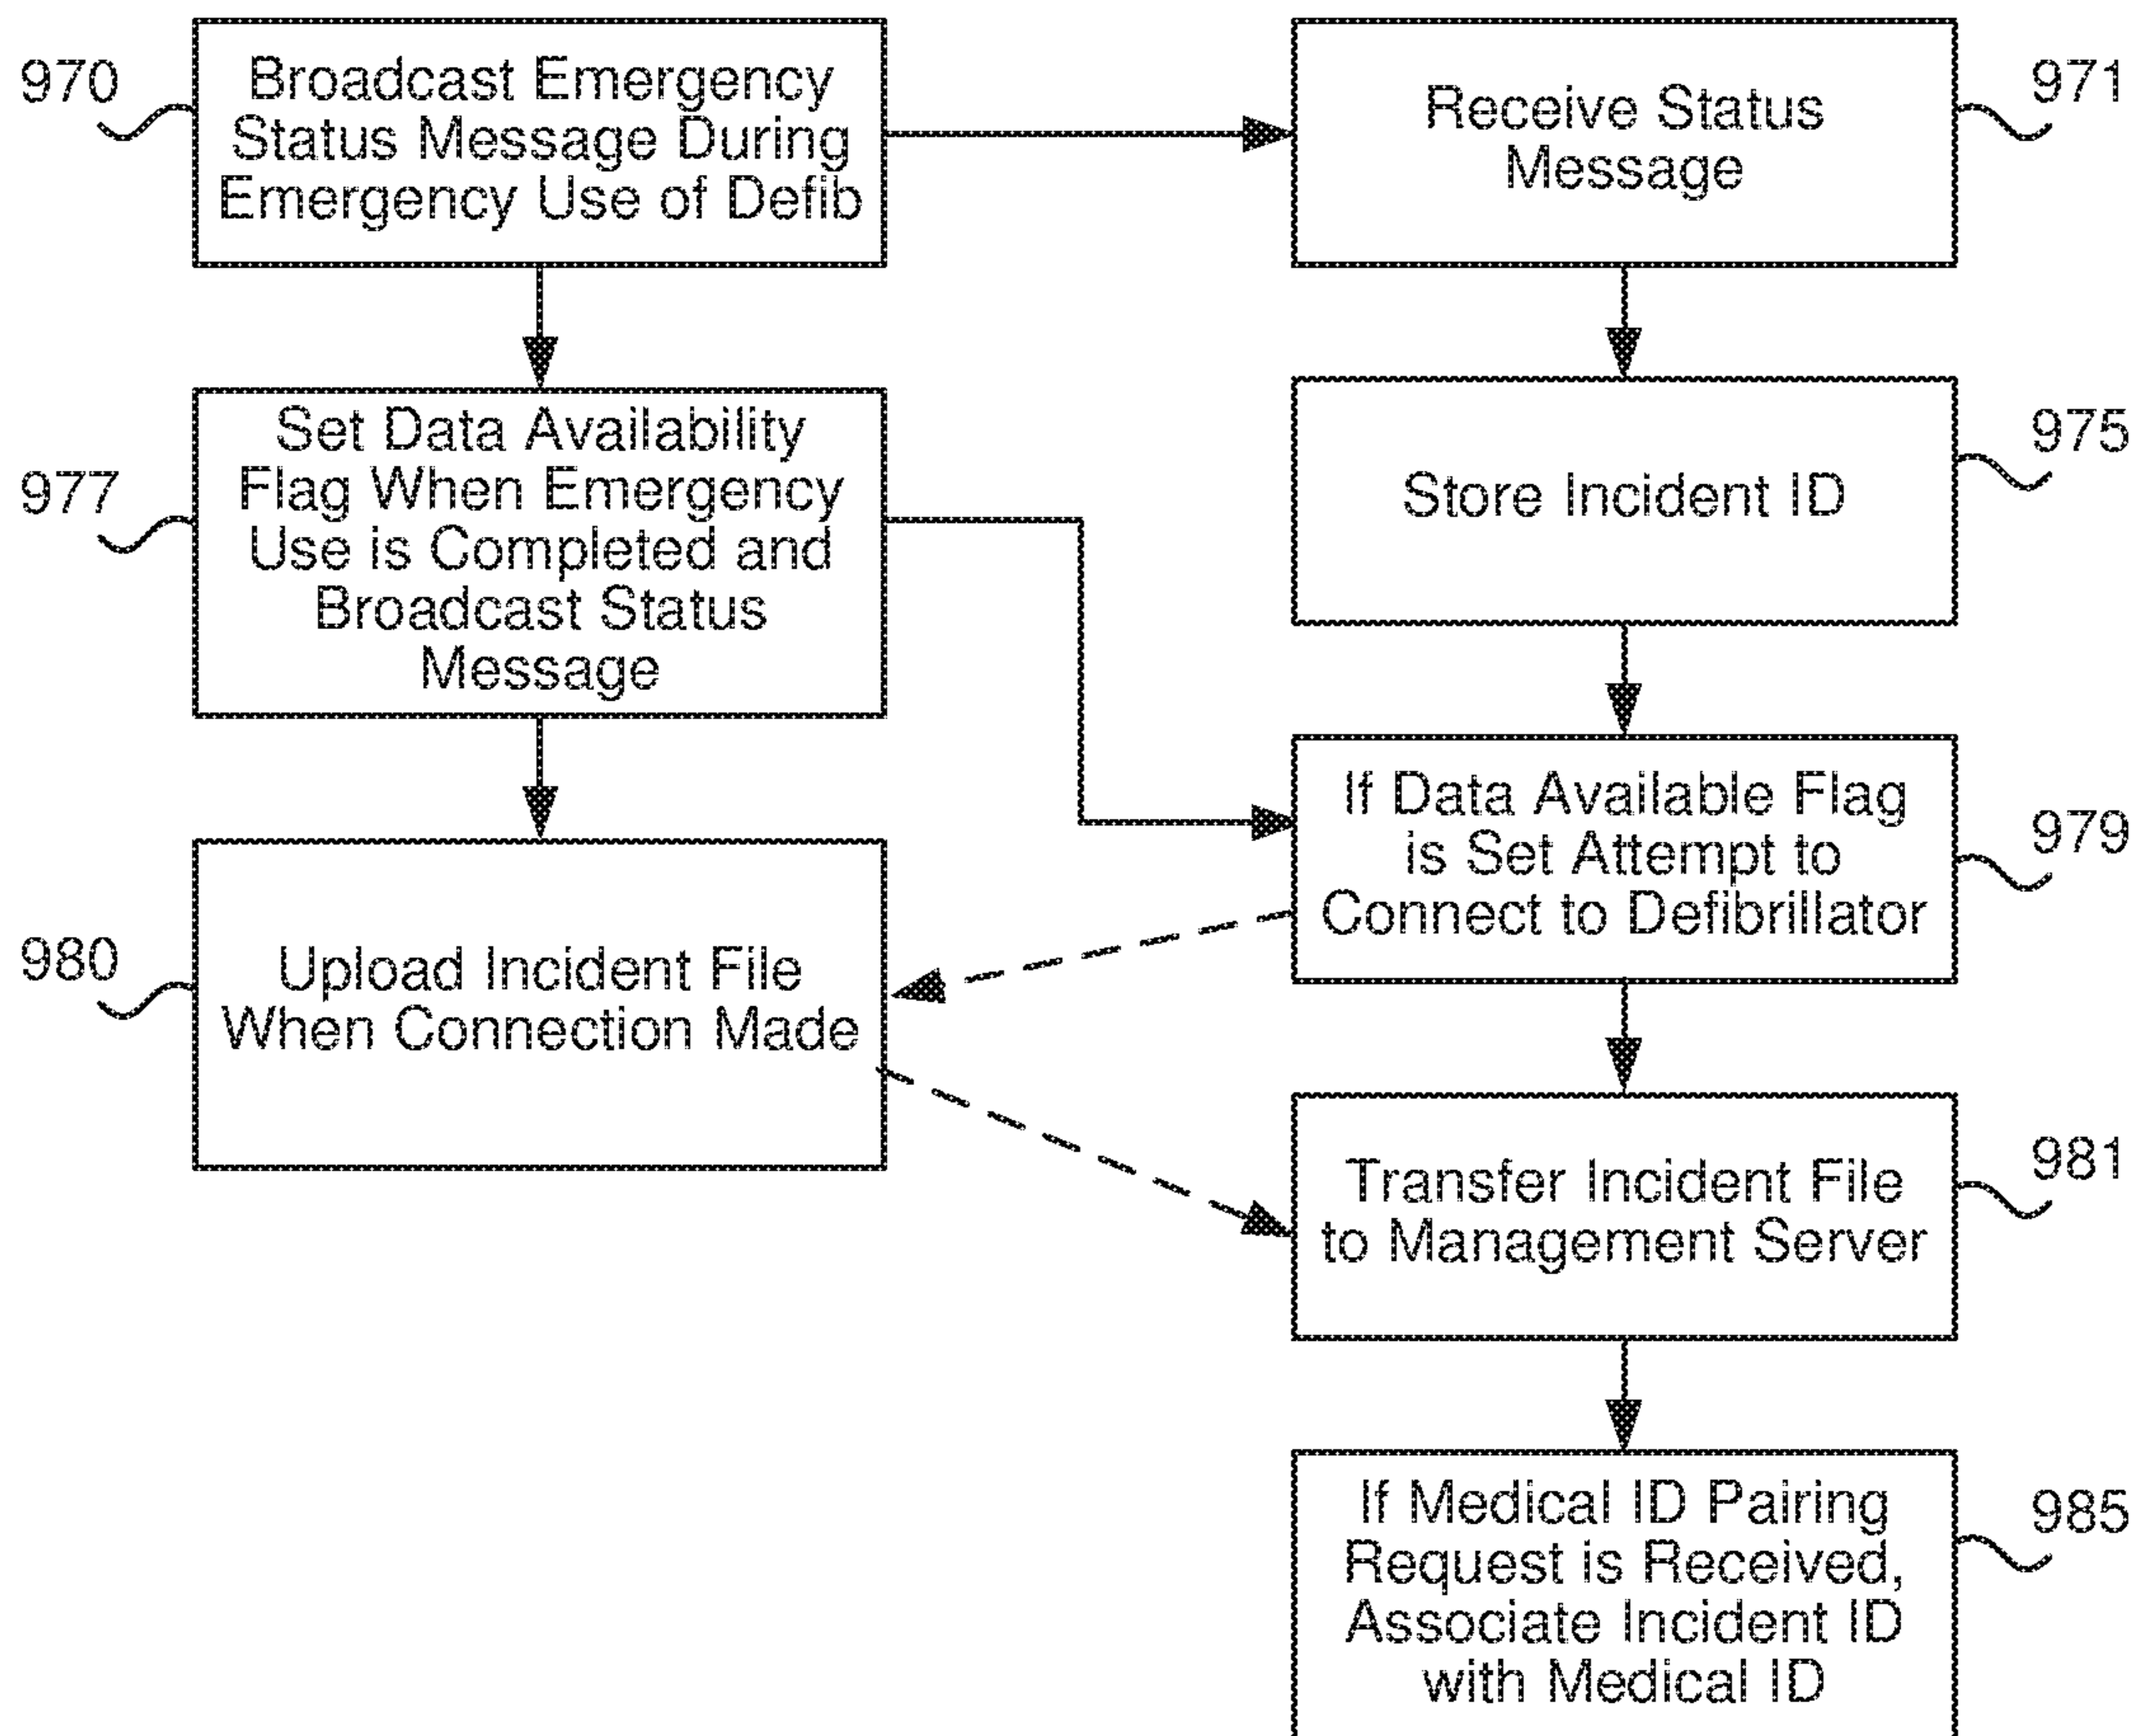 970
Broadcast Emergency
Status Message During
Emergency Use of Defib
Receive Status
Message
971
977
Set Data Availability
Flag When Emergency
Use is Completed and
Broadcast Status
Message
Store Incident ID
975
If Data Available Flag
is Set Attempt to
Connect to Defibrillator
979
980
Upload Incident File
When Connection Made
Transfer Incident File
to Management Server
981
If Medical ID Pairing
Request is Received,
Associate Incident ID
with Medical ID
985